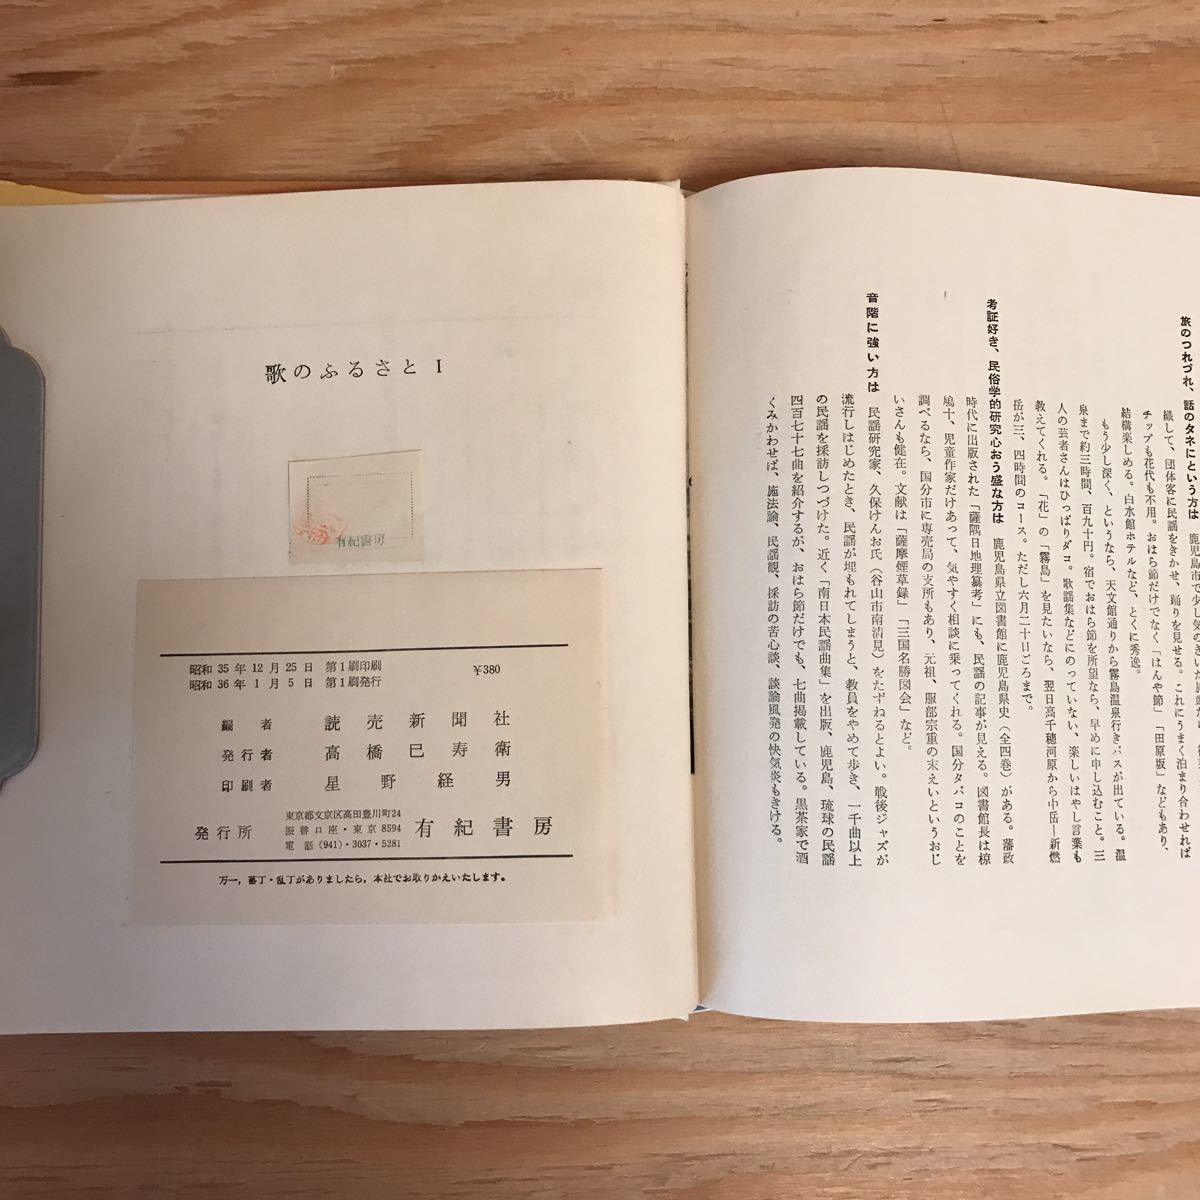 旅のつれづれ、話のタネにという方は
織して、団体客に民謡をきかせ、踊りを見せる。これにうまく泊まり合わせれば
チップも花代も不用。おはら節だけでなく「はんや節」「田原版」などもあり、
結構楽しめる。白水館ホテルなど、とくに秀逸。
もう少し深く、というなら、天文館通りから霧島温泉行きバスが出ている。温
泉まで約三時間、百九十円。宿でおはら節を所望なら、早めに申し込むこと。三
人の芸者さんはひっぱりダコ。歌謡集などにのっていない、楽しいはやし言葉も
教えてくれる。「花」の「霧島」を見たいなら、翌日高千穂河原から中岳―新燃
岳が三、四時間のコース。ただし六月二十日ごろまで。
考証好き、民俗学的研究心おう盛な方は 鹿児島県立図書館に鹿児島県史（全四巻）がある。藩政
時代に出版された「薩隅日地理纂考」にも、民謡の記事が見える。図書館長は椋
鳩十、児童作家だけあって、気やすく相談に乗ってくれる。国分タバコのことを
調べるなら、国分市に専売局の支所もあり、元祖、服部宗重の末えいというおじ
いさんも健在。文献は「薩摩煙草録」「三国名勝図会」など。
音階に強い方は 民謡研究家、久保けんお氏（谷山市南清見）をたずねるとよい。戦後ジャズが
流行しはじめたとき、民謡が埋もれてしまうと、教員をやめて歩き、一千曲以上
の民謡を採訪しつづけた。近く「南日本民謡曲集」を出版、鹿児島、琉球の民謡
四百七十七曲を紹介するが、おはら節だけでも、七曲掲載している。黒茶家で酒
くみかわせば、施法論、民謡観、採訪の苦心談、談論風発の快気炎もきける。
歌のふるさと I
有紀書房
昭和 35 年 12 月 25 日 第1刷印刷 ¥380
昭和 36 年 1 月 5 日 第1刷発行
編者 読売新聞社
発行者 高橋巳寿衛
印刷者 星野経男
発行所 東京都文京区高田豊川町24
振替口座・東京 8594
電話 (941)・3037・5281
有紀書房
万一，落丁・乱丁がありましたら，本社でお取りかえいたします。